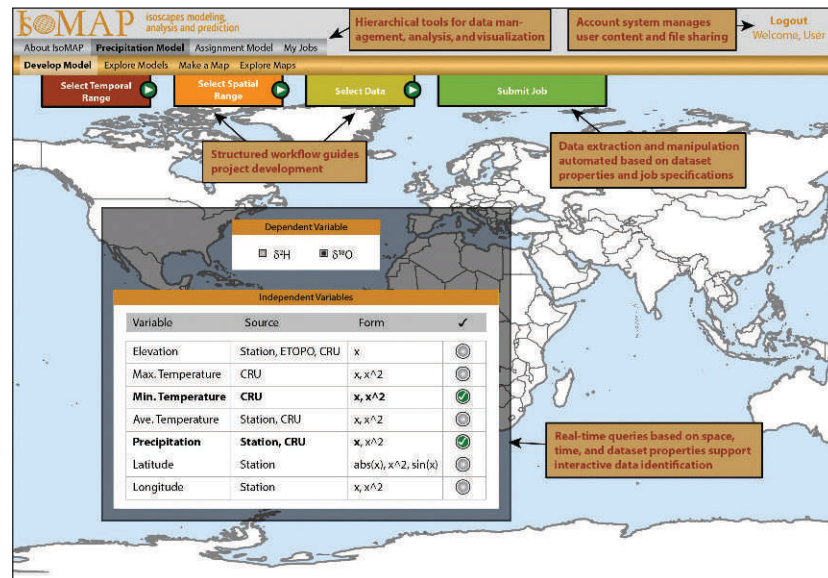 IsoMAP
isoscapes modeling,
analysis and prediction
Hierarchical tools for data man-
agement, analysis, and visualization
Account system manages
user content and file sharing
Logout
Welcome, User
About IsoMAP Precipitation Model Assignment Model My Jobs
Develop Model Explore Models Make a Map Explore Maps
Select Temporal
Range
Select Spatial
Range
Select Data
Submit Job
Structured workflow guides
project development
Data extraction and manipulation
automated based on dataset
properties and job specifications
Dependent Variable
δ²H δ¹⁸O
Independent Variables
Variable Source Form ✓
Elevation Station, ETOPO, CRU x
Max. Temperature CRU x, x^2
Min. Temperature CRU x, x^2
Ave. Temperature Station, CRU x, x^2
Precipitation Station, CRU x, x^2
Latitude Station abs(x), x^2, sin(x)
Longitude Station x, x^2
Real-time queries based on space,
time, and dataset properties support
interactive data identification